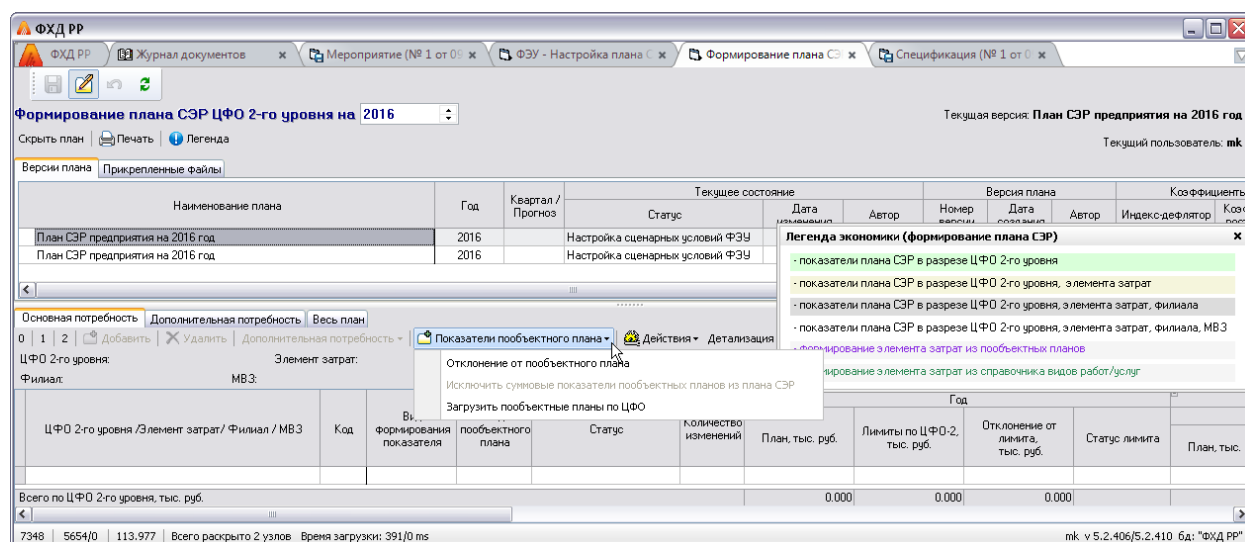 ФХД РР
ФХД РР Журнал документов Мероприятие (№ 1 от 09 ФЭУ - Настройка плана С Формирование плана СЭ Спецификация (№ 1 от 0
Формирование плана СЭР ЦФО 2-го уровня на 2016
Текущая версия: План СЭР предприятия на 2016 год
Скрыть план Печать Легенда
Текущий пользователь: mk
Версии плана Прикрепленные файлы
Наименование плана Год Квартал / Прогноз Текущее состояние Версия плана Коэффициенты
Статус Дата изменения Автор Номер версии Дата создания Автор Индекс-дефлятор
План СЭР предприятия на 2016 год 2016 Настройка сценарных условий ФЭУ
План СЭР предприятия на 2016 год 2016 Настройка сценарных условий ФЭУ
Легенда экономики (формирование плана СЭР)
- показатели плана СЭР в разрезе ЦФО 2-го уровня
- показатели плана СЭР в разрезе ЦФО 2-го уровня, элемента затрат
- показатели плана СЭР в разрезе ЦФО 2-го уровня, элемента затрат, филиала
- показатели плана СЭР в разрезе ЦФО 2-го уровня, элемента затрат, филиала, МВЗ
- формирование элемента затрат из пообъектных планов
элемента затрат из справочника видов работ/услуг
Основная потребность Дополнительная потребность Весь план
0 1 2 Добавить Удалить Дополнительная потребность Показатели пообъектного плана Действия Детализация
ЦФО 2-го уровня: Элемент затрат:
Филиал: МВЗ:
Отклонение от пообъектного плана
Исключить суммовые показатели пообъектных планов из плана СЭР
Загрузить пообъектные планы по ЦФО
ЦФО 2-го уровня /Элемент затрат/ Филиал / МВЗ Код формирования показателя пообъектного плана Статус Количество изменений Год
План, тыс. руб. Лимиты по ЦФО-2, тыс. руб. Отклонение от лимита, тыс. руб. Статус лимита План, тыс.
Всего по ЦФО 2-го уровня, тыс. руб. 0.000 0.000 0.000
7348 5654/0 113.977 Всего раскрыто 2 узлов Время загрузки: 391/0 ms mk v 5.2.406/5.2.410 бд: "ФХД РР"